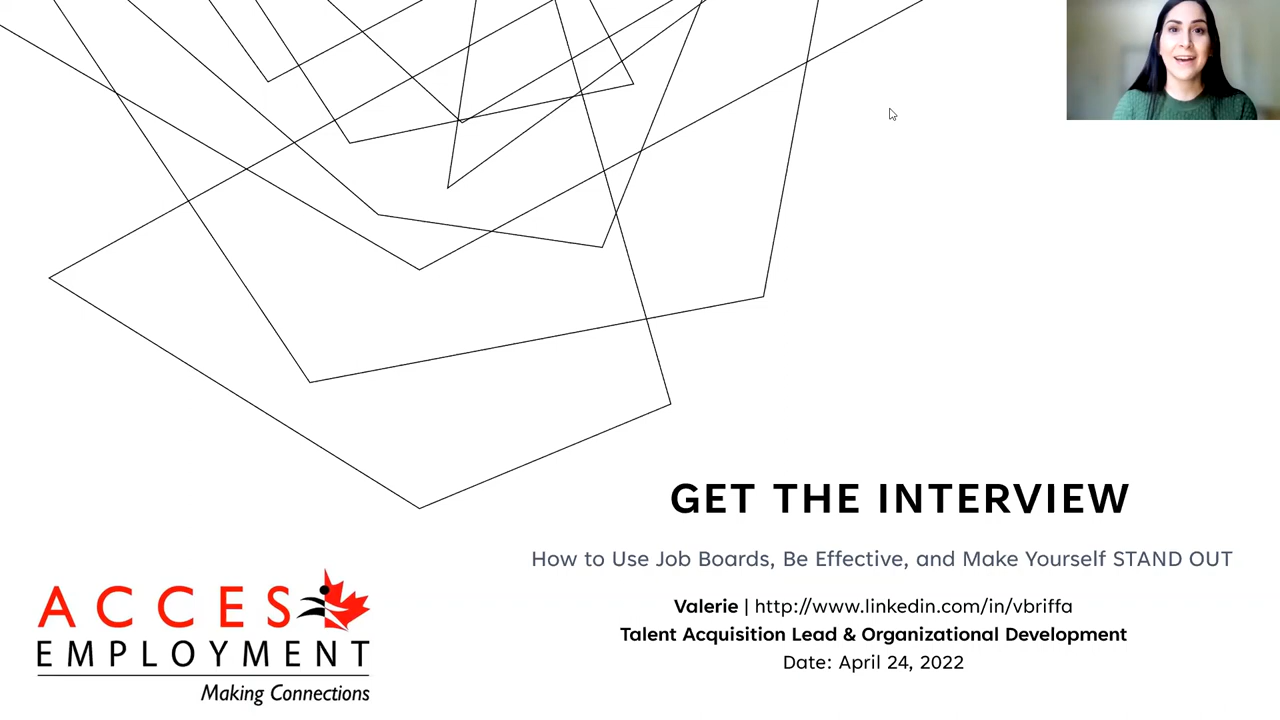 GET THE INTERVIEW
How to Use Job Boards, Be Effective, and Make Yourself STAND OUT
Valerie | http://www.linkedin.com/in/vbriffa
Talent Acquisition Lead & Organizational Development
Date: April 24, 2022
ACCES
EMPLOYMENT
Making Connections